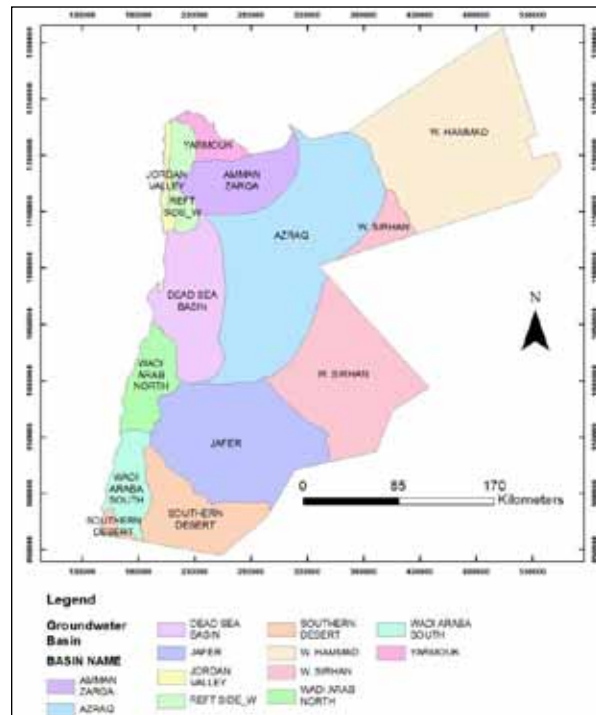 W. HAMMAD
YARMOUK
JORDAN
VALLEY
AMMAN
ZARQA
REFT
SIDE_W
AZRAQ
W. SIRHAN
DEAD SEA
BASIN
N
WADI
ARAB
NORTH
W. SIRHAN
JAFER
WADI
ARABA
SOUTH
SOUTHERN
DESERT
SOUTHERN
DESERT
0 85 170
Kilometers
Legend
Groundwater
Basin
BASIN NAME
AMMAN
ZARQA
AZRAQ
DEAD SEA
BASIN
JAFER
JORDAN
VALLEY
REFT SIDE_W
SOUTHERN
DESERT
W. HAMMAD
W. SIRHAN
WADI ARAB
NORTH
WADI ARABA
SOUTH
YARMOUK